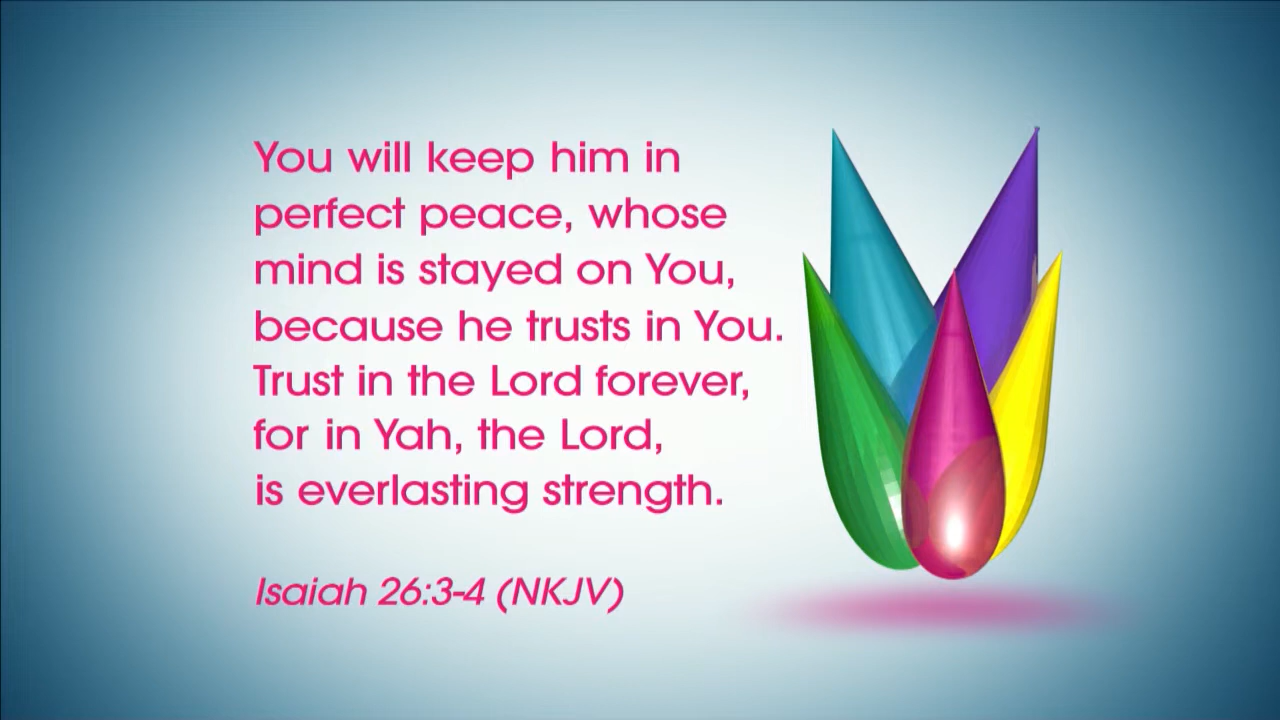 You will keep him in
perfect peace, whose
mind is stayed on You,
because he trusts in You.
Trust in the Lord forever,
for in Yah, the Lord,
is everlasting strength.
Isaiah 26:3-4 (NKJV)